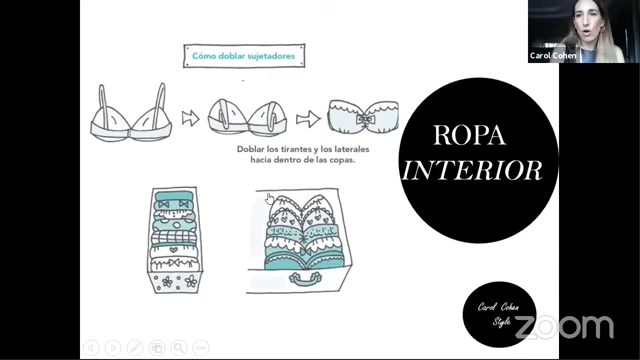 Cómo doblar sujetadores
Carol Cohen
Doblar los tirantes y los laterales
hacia dentro de las copas.
ROPA
INTERIOR
Carol Cohen
Style
zoom